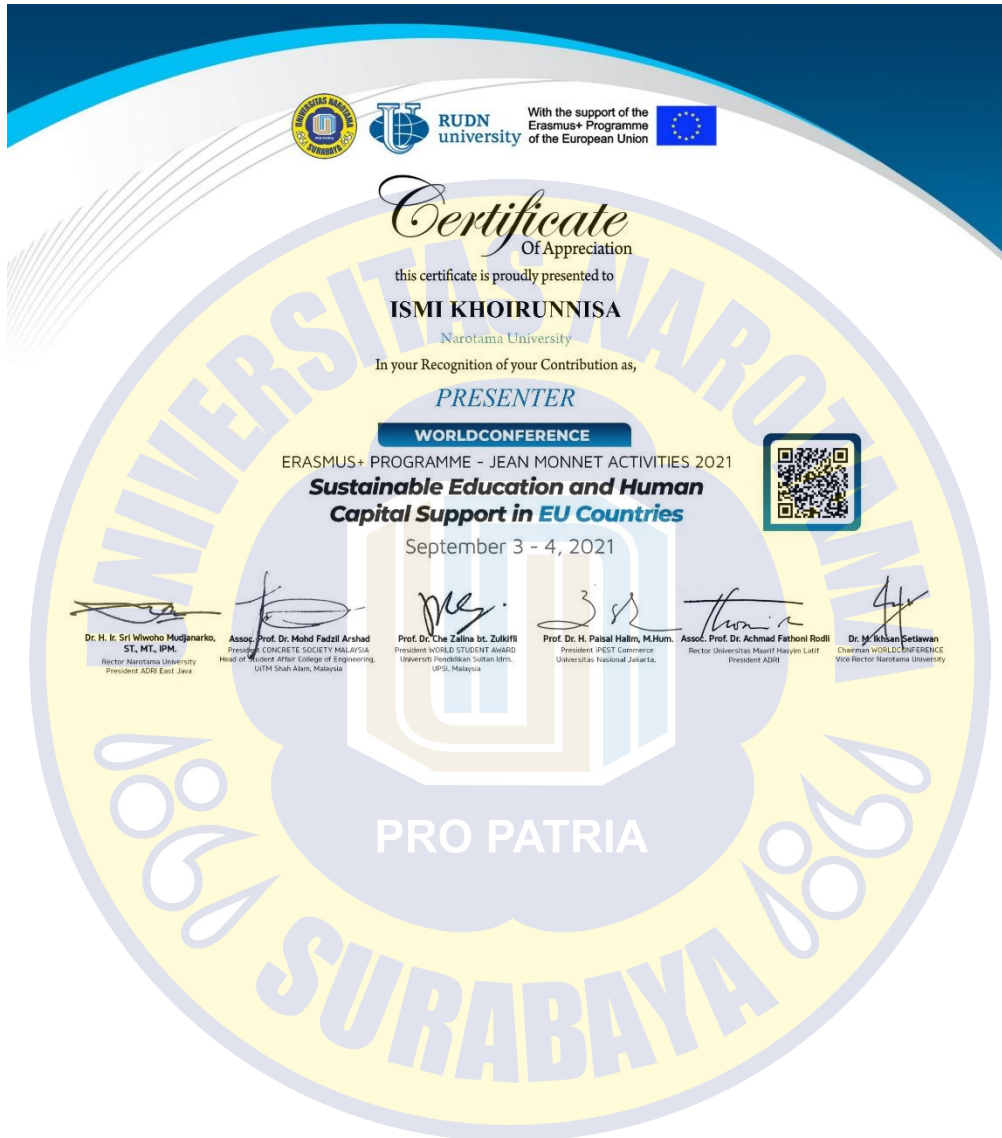 UNIVERSITAS NAROTAMA
SURABAYA
RUDN
university
With the support of the
Erasmus+ Programme
of the European Union
Certificate
Of Appreciation
this certificate is proudly presented to
ISMI KHOIRUNNISA
Narotama University
In your Recognition of your Contribution as,
PRESENTER
WORLDCONFERENCE
ERASMUS+ PROGRAMME - JEAN MONNET ACTIVITIES 2021
Sustainable Education and Human
Capital Support in EU Countries
September 3 - 4, 2021
Dr. H. Ir. Sri Wiwoho Mudjanarko,
ST., MT., IPM.
Rector Narotama University
President ADRI East Java
Assoc. Prof. Dr. Mohd Fadzil Arshad
President CONCRETE SOCIETY MALAYSIA
Head of Student Affair College of Engineering,
UiTM Shah Alam, Malaysia
Prof. Dr. Che Zalina bt. Zulkifli
President WORLD STUDENT AWARD
Universiti Pendidikan Sultan Idris,
UPSI, Malaysia
Prof. Dr. H. Paisal Halim, M.Hum.
President iPEST Commerce
Universitas Nasional Jakarta,
Assoc. Prof. Dr. Achmad Fathoni Rodli
Rector Universitas Maarif Hasyim Latif
President ADRI
Dr. M. Ikhsan Setiawan
Chairman WORLDCONFERENCE
Vice Rector Narotama University
UNIVERSITAS NAROTAMA
PRO PATRIA
SURABAYA